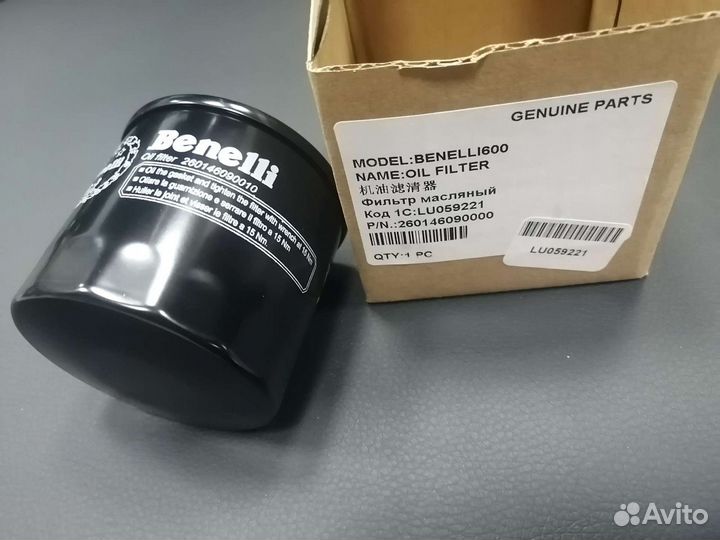 Benelli
Oil filter 260146090010
Oil the gasket and tighten the filter with wrench at 15 Nm.
Oliare la guarnizione e serrare il filtro a 15 Nm.
Huiler le joint et visser le filtre a 15 Nm.
GENUINE PARTS
MODEL:BENELLI600
NAME:OIL FILTER
机油滤清器
Фильтр масляный
Код 1С:LU059221
P/N.:260146090000
QTY:1 PC
LU059221
Avito